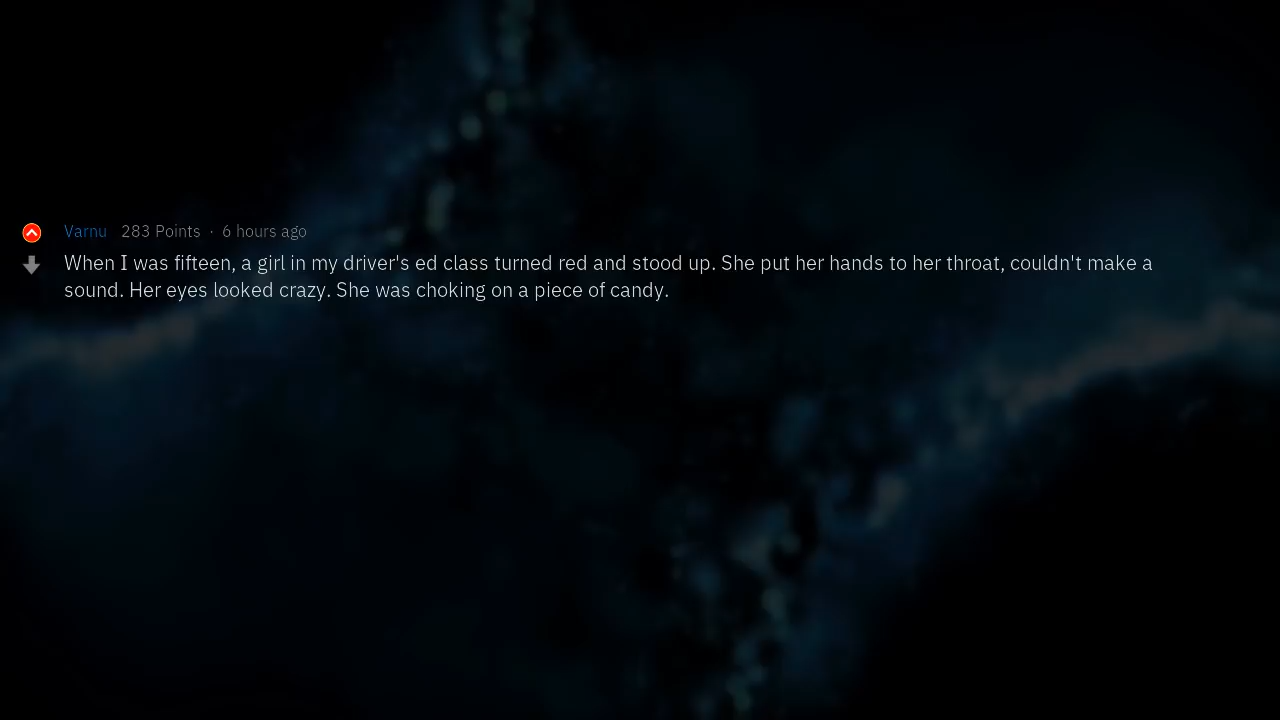 Varnu 283 Points · 6 hours ago
When I was fifteen, a girl in my driver's ed class turned red and stood up. She put her hands to her throat, couldn't make a
sound. Her eyes looked crazy. She was choking on a piece of candy.